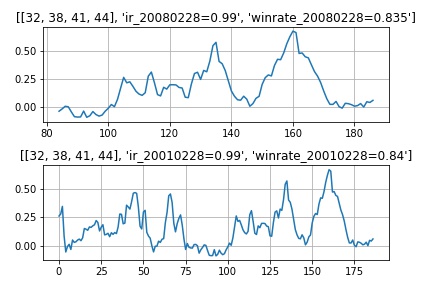 [[32, 38, 41, 44], 'ir_20080228=0.99', 'winrate_20080228=0.835']
0.50
0.25
0.00
80 100 120 140 160 180
[[32, 38, 41, 44], 'ir_20010228=0.99', 'winrate_20010228=0.84']
0.50
0.25
0.00
0 25 50 75 100 125 150 175